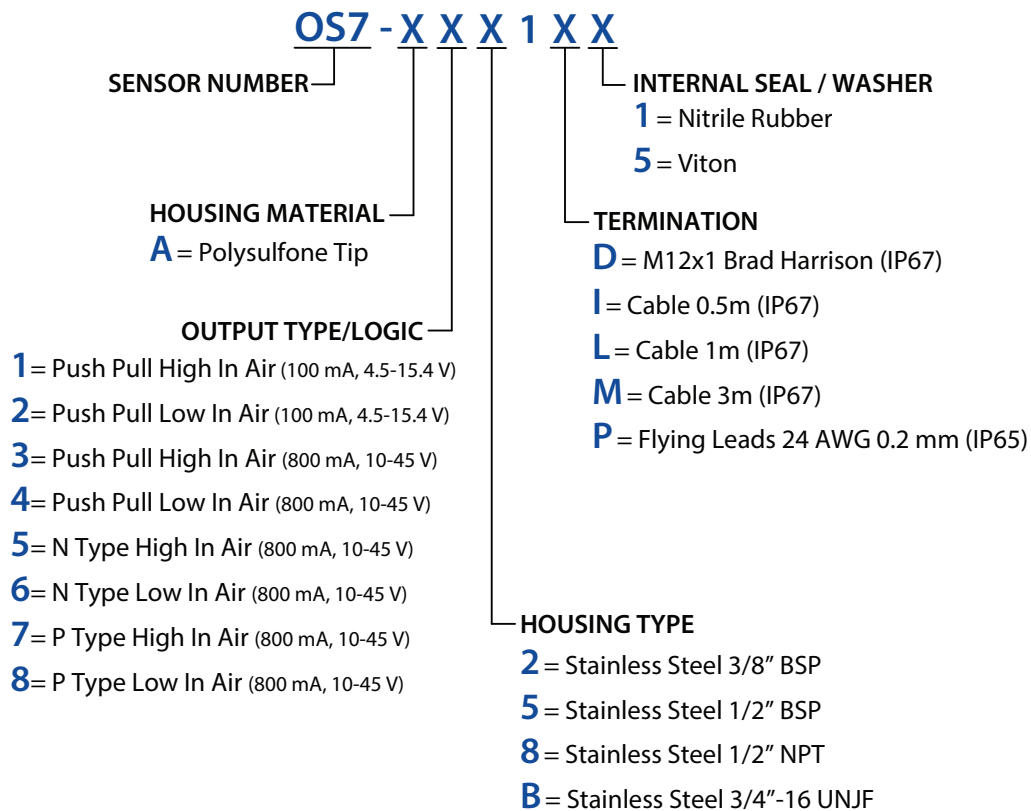 OS7 - X X X 1 X X
SENSOR NUMBER
INTERNAL SEAL / WASHER
1 = Nitrile Rubber
5 = Viton
HOUSING MATERIAL
A = Polysulfone Tip
TERMINATION
D = M12x1 Brad Harrison (IP67)
I = Cable 0.5m (IP67)
L = Cable 1m (IP67)
M = Cable 3m (IP67)
P = Flying Leads 24 AWG 0.2 mm (IP65)
OUTPUT TYPE/LOGIC
1= Push Pull High In Air (100 mA, 4.5-15.4 V)
2= Push Pull Low In Air (100 mA, 4.5-15.4 V)
3= Push Pull High In Air (800 mA, 10-45 V)
4= Push Pull Low In Air (800 mA, 10-45 V)
5= N Type High In Air (800 mA, 10-45 V)
6= N Type Low In Air (800 mA, 10-45 V)
7= P Type High In Air (800 mA, 10-45 V)
8= P Type Low In Air (800 mA, 10-45 V)
HOUSING TYPE
2 = Stainless Steel 3/8” BSP
5 = Stainless Steel 1/2” BSP
8 = Stainless Steel 1/2” NPT
B = Stainless Steel 3/4”-16 UNJF